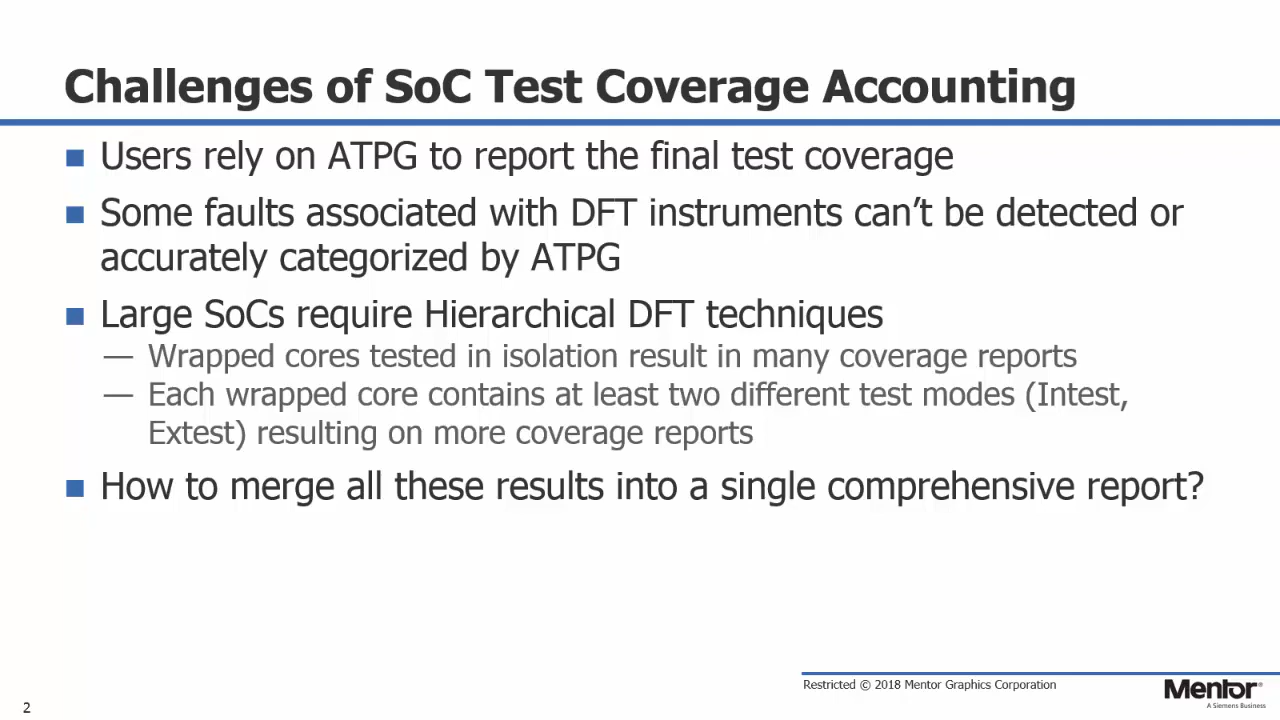 Challenges of SoC Test Coverage Accounting
Users rely on ATPG to report the final test coverage
Some faults associated with DFT instruments can’t be detected or
accurately categorized by ATPG
Large SoCs require Hierarchical DFT techniques
— Wrapped cores tested in isolation result in many coverage reports
— Each wrapped core contains at least two different test modes (Intest,
Extest) resulting on more coverage reports
How to merge all these results into a single comprehensive report?
Restricted © 2018 Mentor Graphics Corporation
Mentor®
A Siemens Business
2